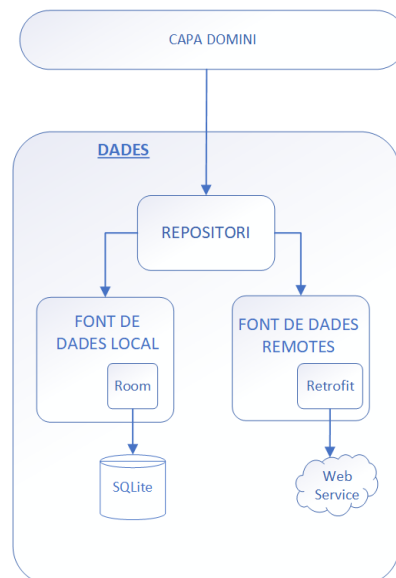 CAPA DOMINI
DADES
REPOSITORI
FONT DE
DADES LOCAL
Room
SQLite
FONT DE DADES
REMOTES
Retrofit
Web
Service